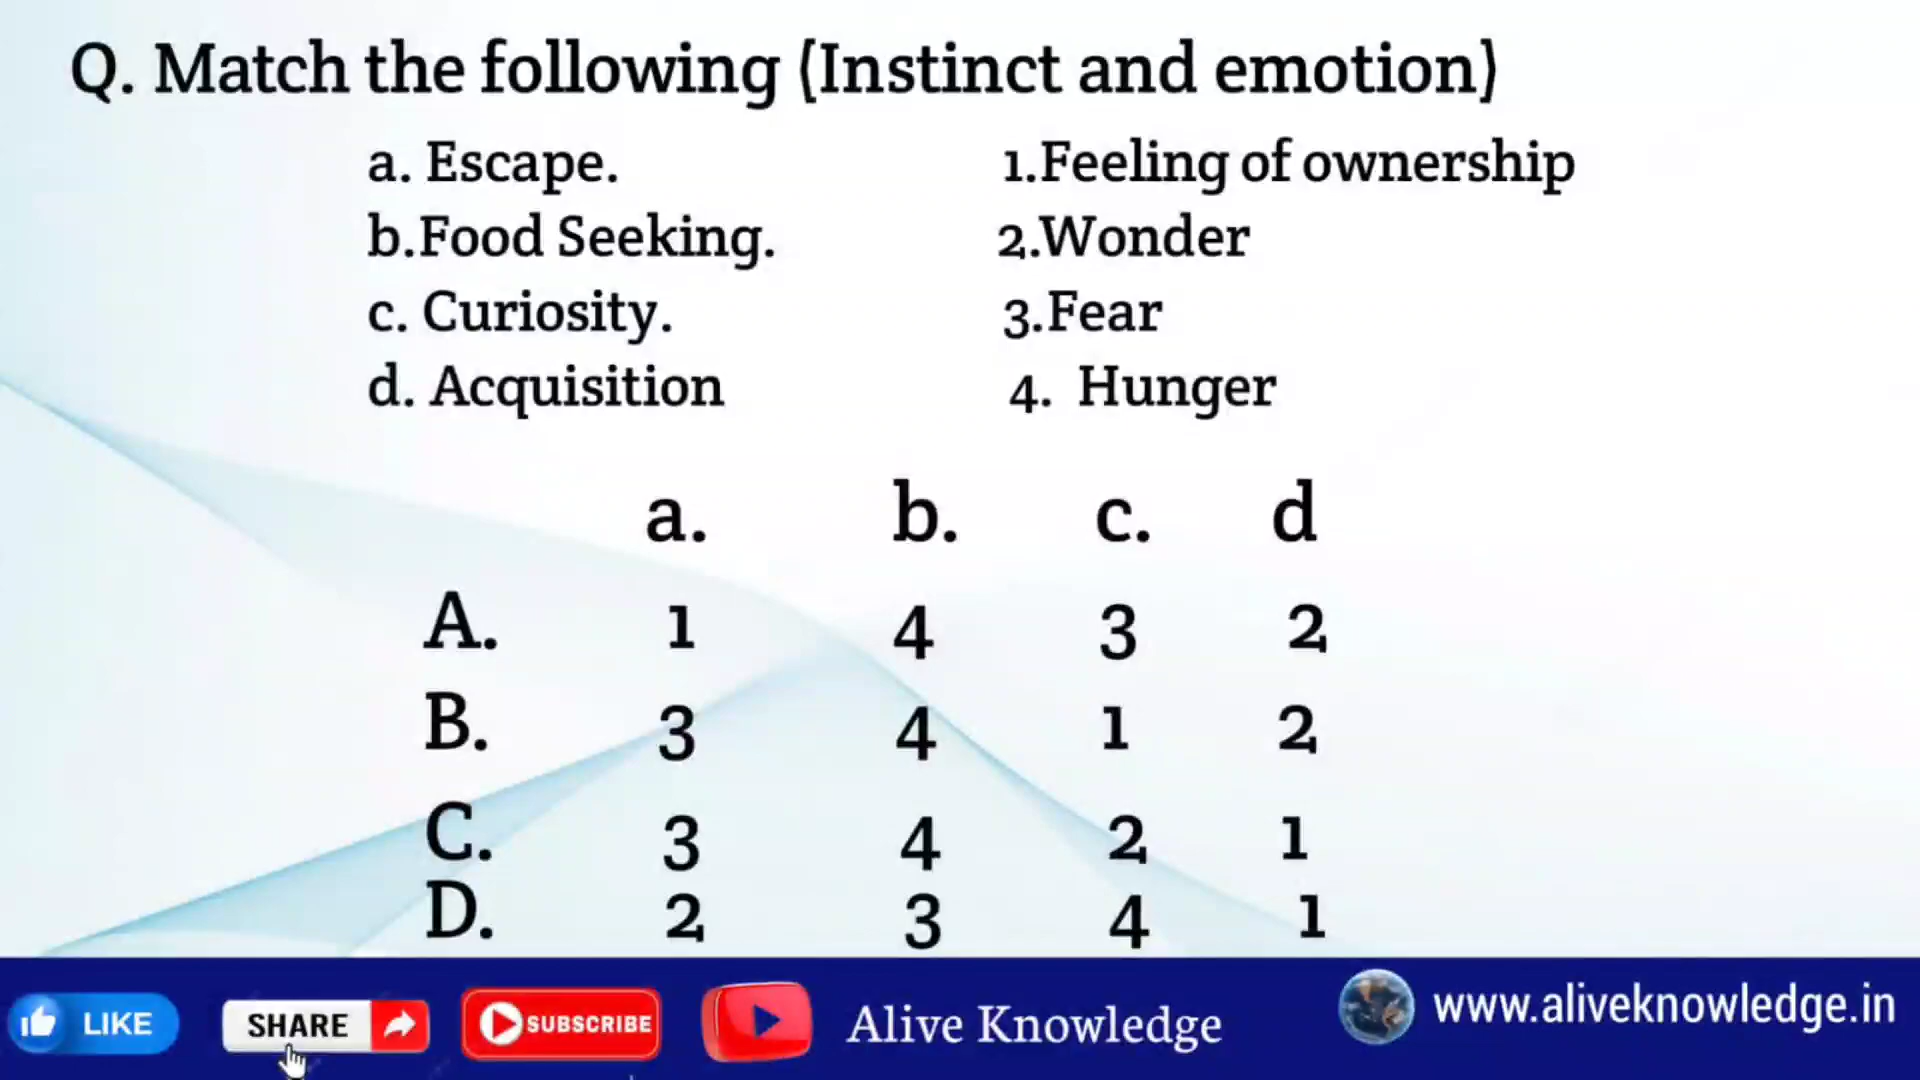 Q. Match the following (Instinct and emotion)
a. Escape. 1.Feeling of ownership
b.Food Seeking. 2.Wonder
c. Curiosity. 3.Fear
d. Acquisition 4. Hunger
a. b. c. d
A. 1 4 3 2
B. 3 4 1 2
C. 3 4 2 1
D. 2 3 4 1
LIKE SHARE SUBSCRIBE Alive Knowledge www.aliveknowledge.in